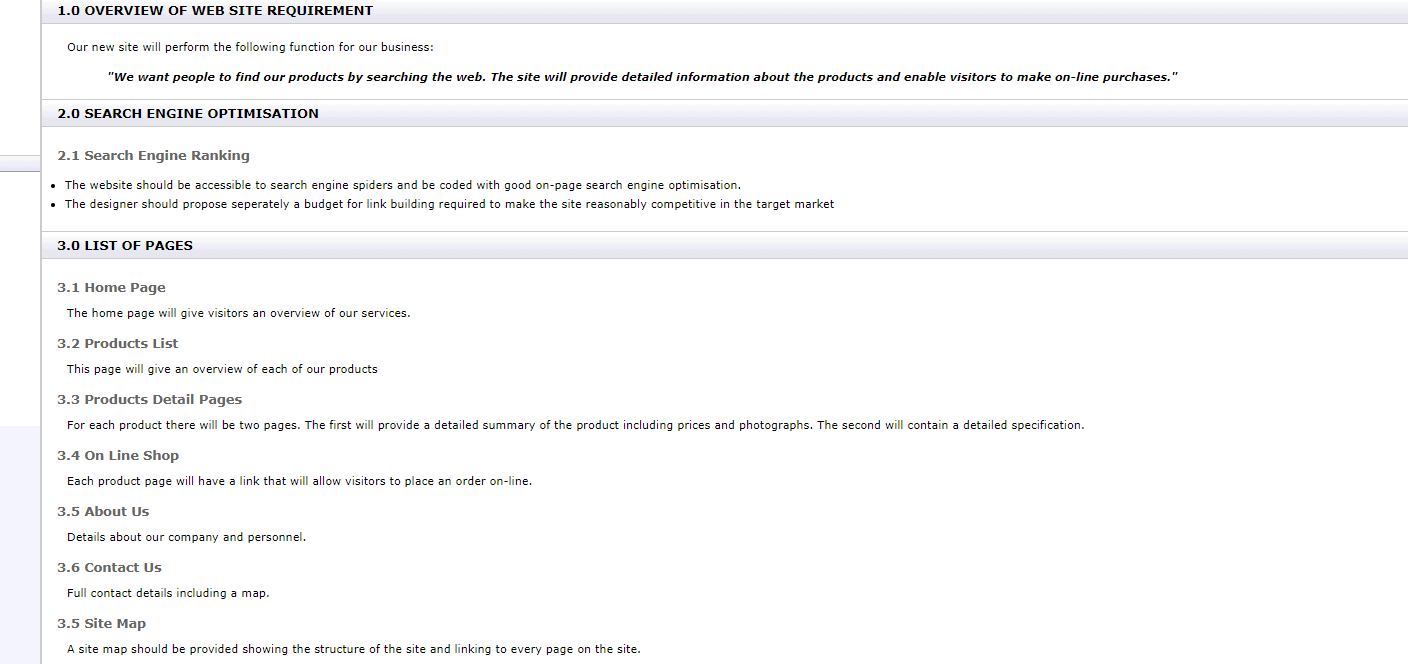 1.0 OVERVIEW OF WEB SITE REQUIREMENT
Our new site will perform the following function for our business:
"We want people to find our products by searching the web. The site will provide detailed information about the products and enable visitors to make on-line purchases."
2.0 SEARCH ENGINE OPTIMISATION
2.1 Search Engine Ranking
• The website should be accessible to search engine spiders and be coded with good on-page search engine optimisation.
• The designer should propose seperately a budget for link building required to make the site reasonably competitive in the target market
3.0 LIST OF PAGES
3.1 Home Page
The home page will give visitors an overview of our services.
3.2 Products List
This page will give an overview of each of our products
3.3 Products Detail Pages
For each product there will be two pages. The first will provide a detailed summary of the product including prices and photographs. The second will contain a detailed specification.
3.4 On Line Shop
Each product page will have a link that will allow visitors to place an order on-line.
3.5 About Us
Details about our company and personnel.
3.6 Contact Us
Full contact details including a map.
3.5 Site Map
A site map should be provided showing the structure of the site and linking to every page on the site.